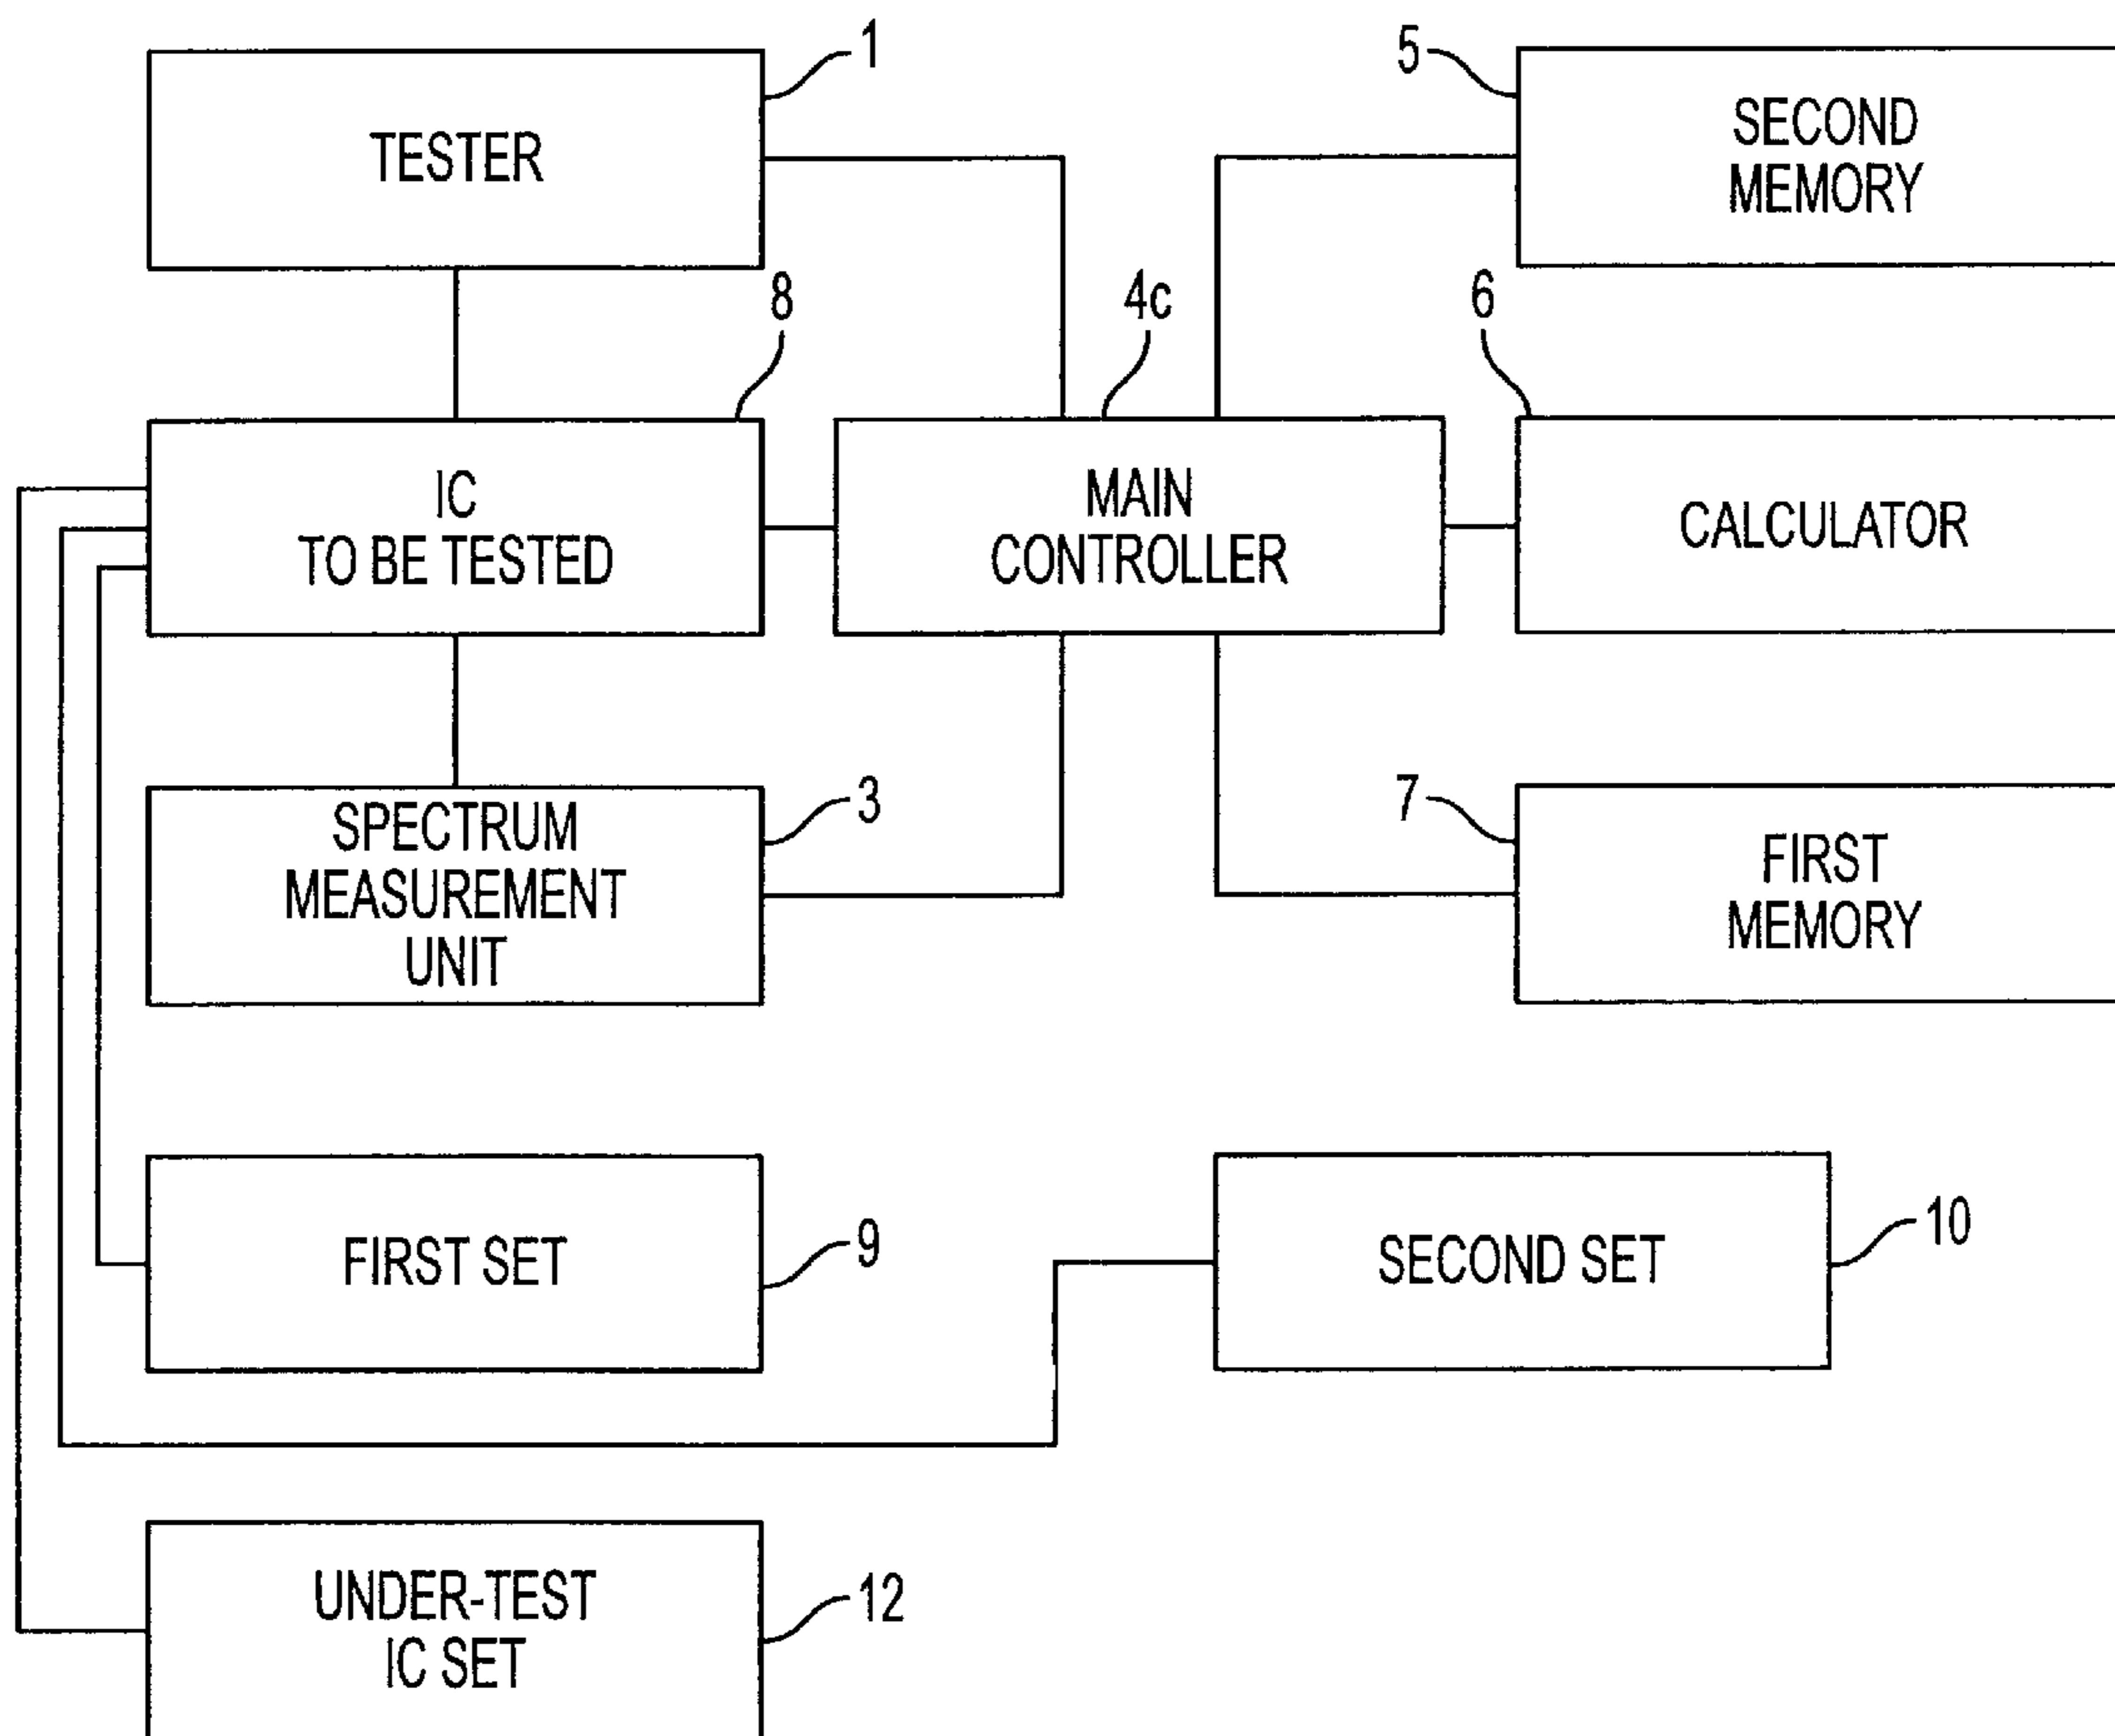 1
5
TESTER
SECOND
MEMORY
8
4c
6
IC
TO BE TESTED
MAIN
CONTROLLER
CALCULATOR
3
7
SPECTRUM
MEASUREMENT
UNIT
FIRST
MEMORY
FIRST SET
9
SECOND SET
10
UNDER-TEST
IC SET
12